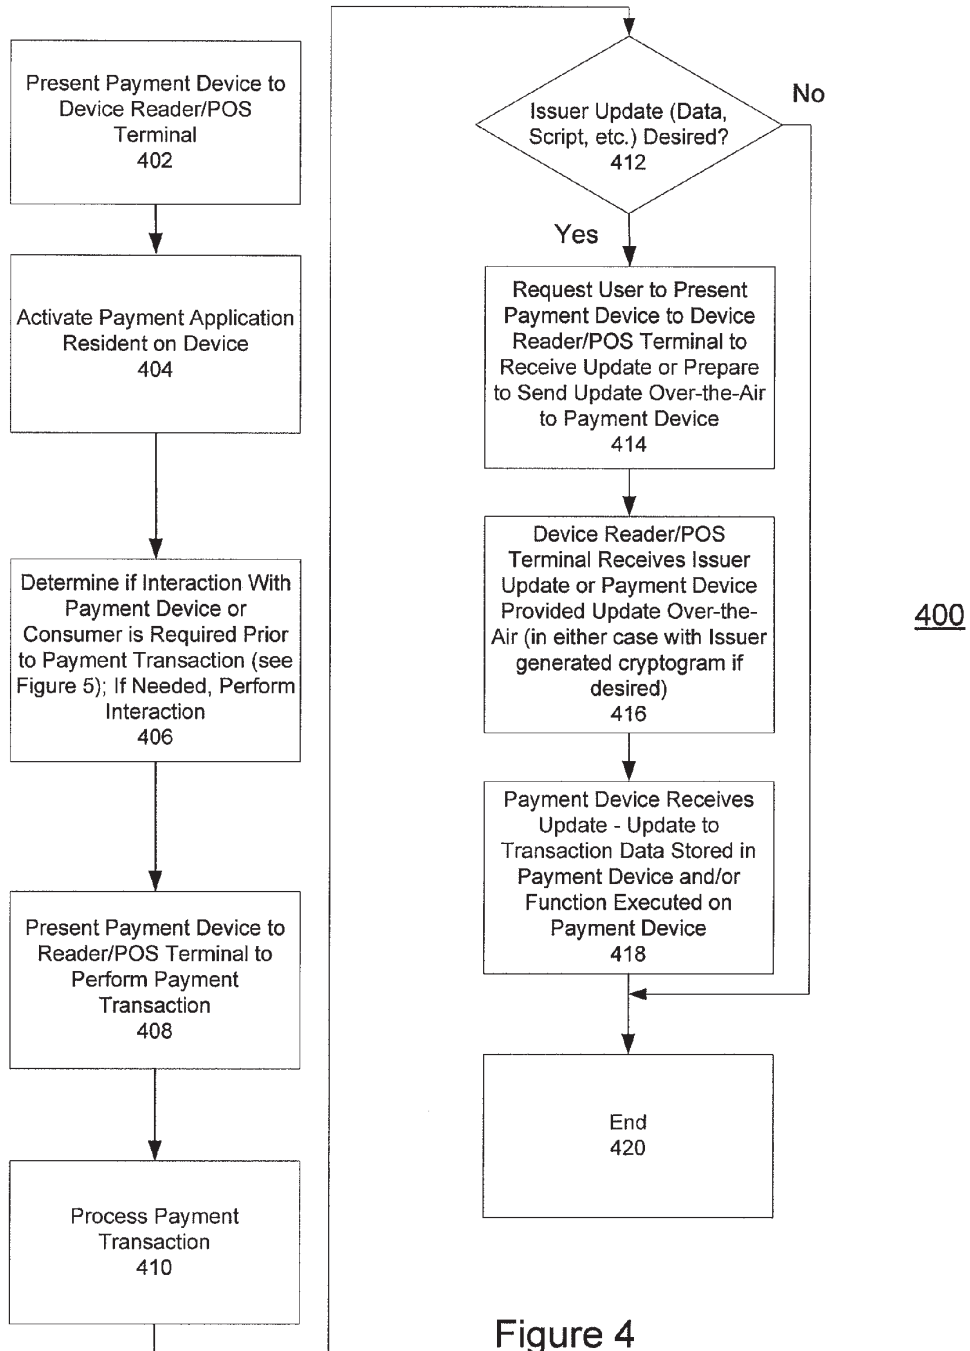 Present Payment Device to
Device Reader/POS
Terminal
402
Activate Payment Application
Resident on Device
404
Determine if Interaction With
Payment Device or
Consumer is Required Prior
to Payment Transaction (see
Figure 5); If Needed, Perform
Interaction
406
Present Payment Device to
Reader/POS Terminal to
Perform Payment
Transaction
408
Process Payment
Transaction
410
Issuer Update (Data,
Script, etc.) Desired?
412
No
Yes
Request User to Present
Payment Device to Device
Reader/POS Terminal to
Receive Update or Prepare
to Send Update Over-the-Air
to Payment Device
414
Device Reader/POS
Terminal Receives Issuer
Update or Payment Device
Provided Update Over-the-
Air (in either case with Issuer
generated cryptogram if
desired)
416
Payment Device Receives
Update - Update to
Transaction Data Stored in
Payment Device and/or
Function Executed on
Payment Device
418
End
420
400
Figure 4